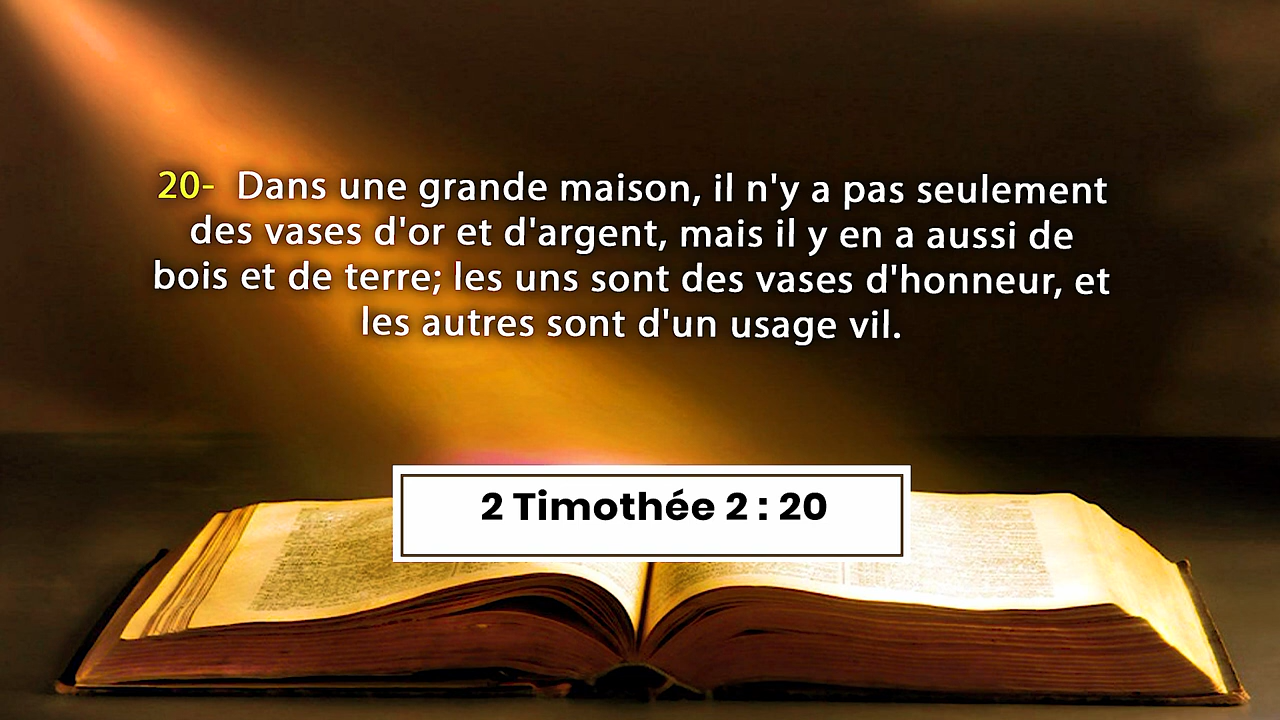 20- Dans une grande maison, il n'y a pas seulement
des vases d'or et d'argent, mais il y en a aussi de
bois et de terre; les uns sont des vases d'honneur, et
les autres sont d'un usage vil.
2 Timothée 2 : 20